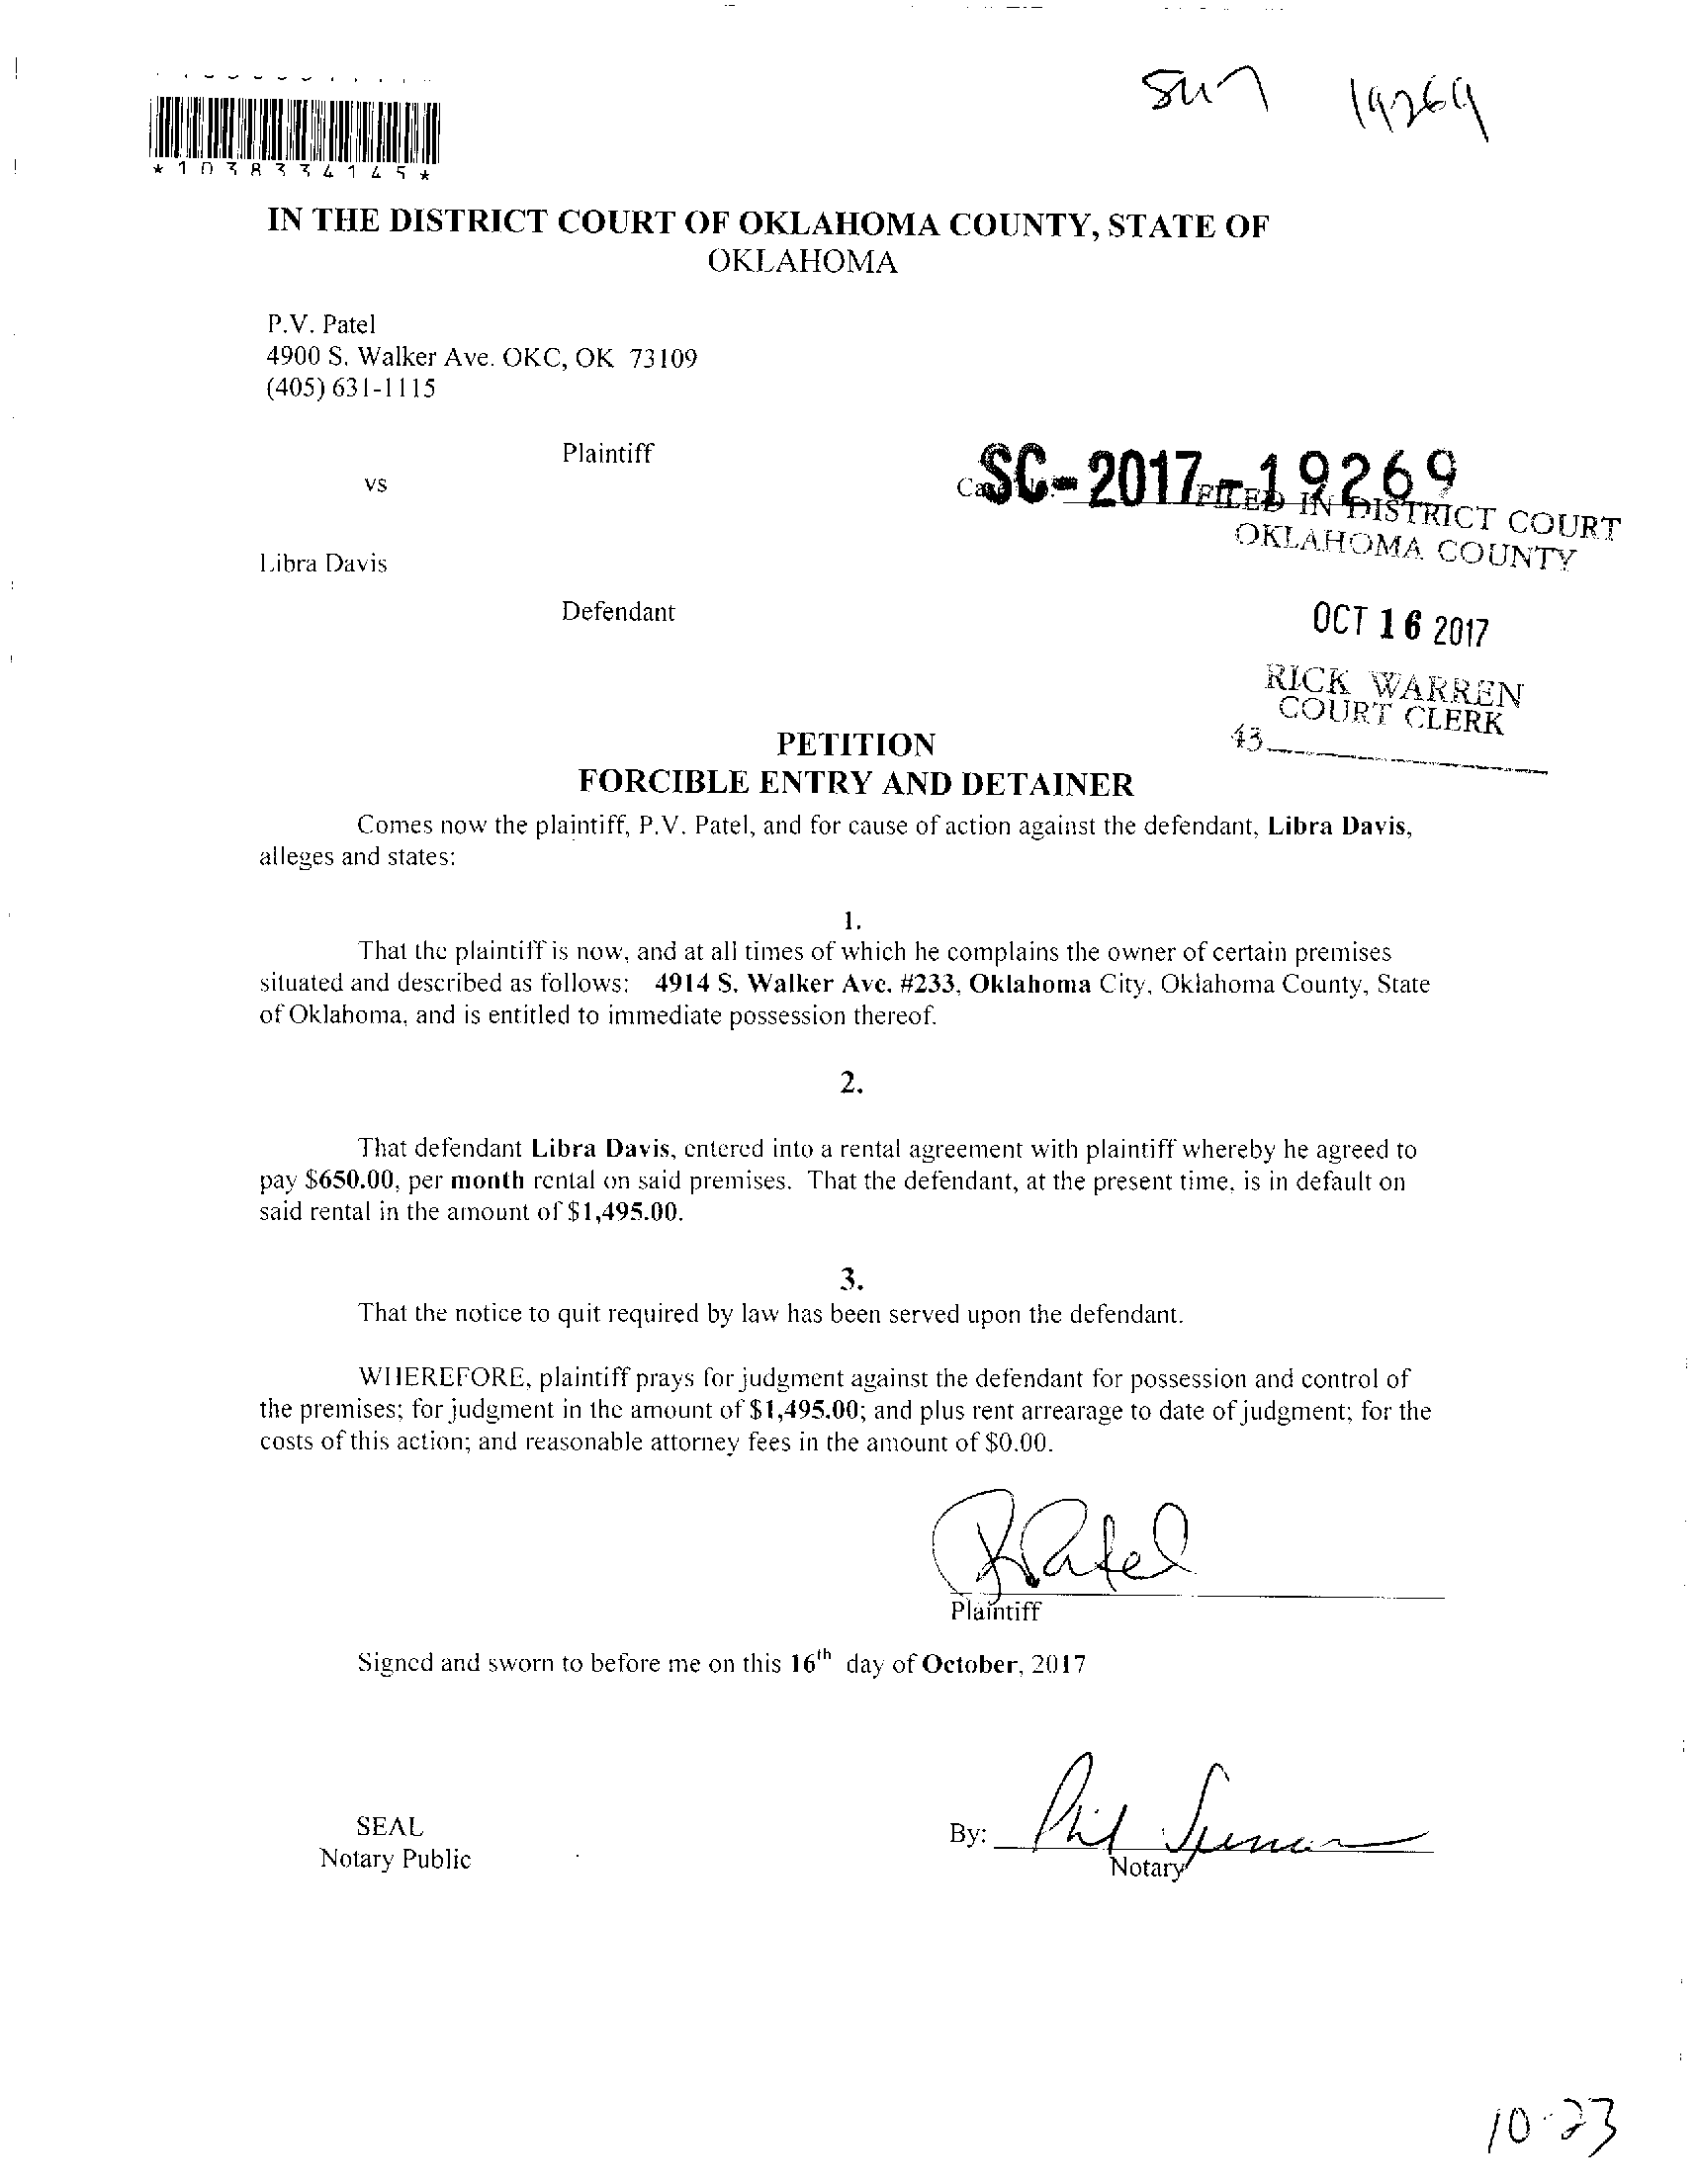 19269
*1038334145*
IN THE DISTRICT COURT OF OKLAHOMA COUNTY, STATE OF
OKLAHOMA
P.V. Patel
4900 S. Walker Ave. OKC, OK 73109
(405) 631-1115
Plaintiff
vs
SC-2017-19269
FILED IN DISTRICT COURT
OKLAHOMA COUNTY
Libra Davis
Defendant
OCT 16 2017
RICK WARREN
COURT CLERK
43
PETITION
FORCIBLE ENTRY AND DETAINER
Comes now the plaintiff, P.V. Patel, and for cause of action against the defendant, Libra Davis,
alleges and states:
1.
That the plaintiff is now, and at all times of which he complains the owner of certain premises
situated and described as follows: 4914 S. Walker Ave. #233, Oklahoma City, Oklahoma County, State
of Oklahoma, and is entitled to immediate possession thereof.
2.
That defendant Libra Davis, entered into a rental agreement with plaintiff whereby he agreed to
pay $650.00, per month rental on said premises. That the defendant, at the present time, is in default on
said rental in the amount of $1,495.00.
3.
That the notice to quit required by law has been served upon the defendant.
WHEREFORE, plaintiff prays for judgment against the defendant for possession and control of
the premises; for judgment in the amount of $1,495.00; and plus rent arrearage to date of judgment; for the
costs of this action; and reasonable attorney fees in the amount of $0.00.
Patel
Plaintiff
Signed and sworn to before me on this 16th day of October, 2017
SEAL
Notary Public
By: Phil
Notary
10-23